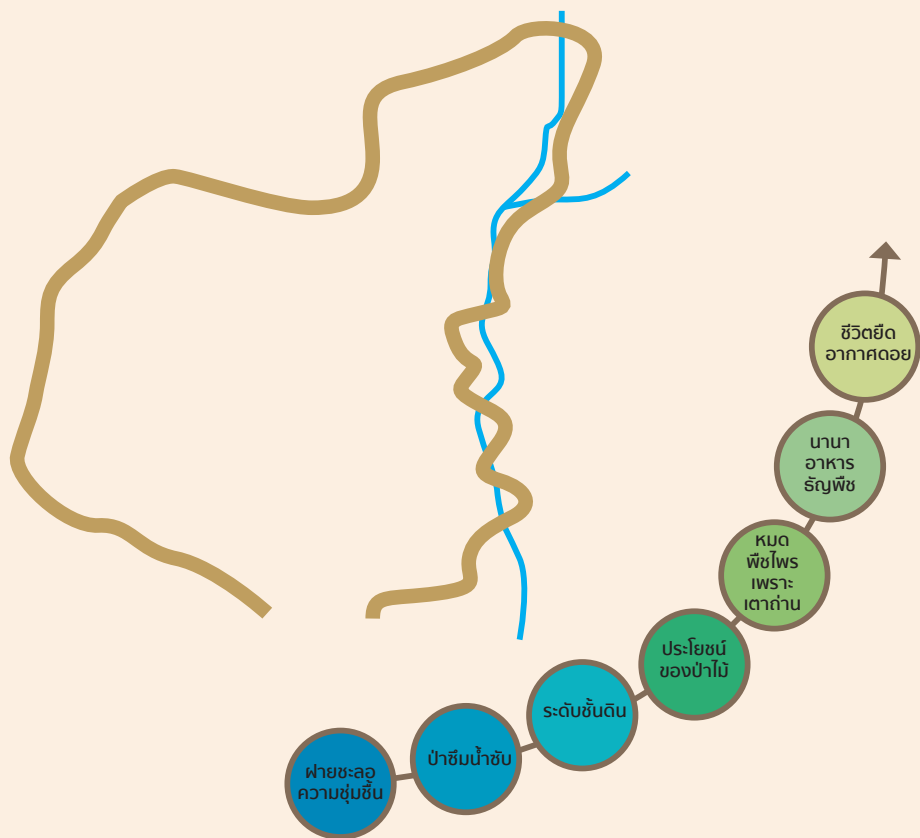 ชีวิตยืด
อากาศดอย
นานา
อาหาร
ธัญพืช
หมด
พืชไพร
เพราะ
เตาถ่าน
ประโยชน์
ของป่าไม้
ระดับชั้นดิน
ป่าซึมน้ำซับ
ฝายชะลอ
ความชุ่มชื้น